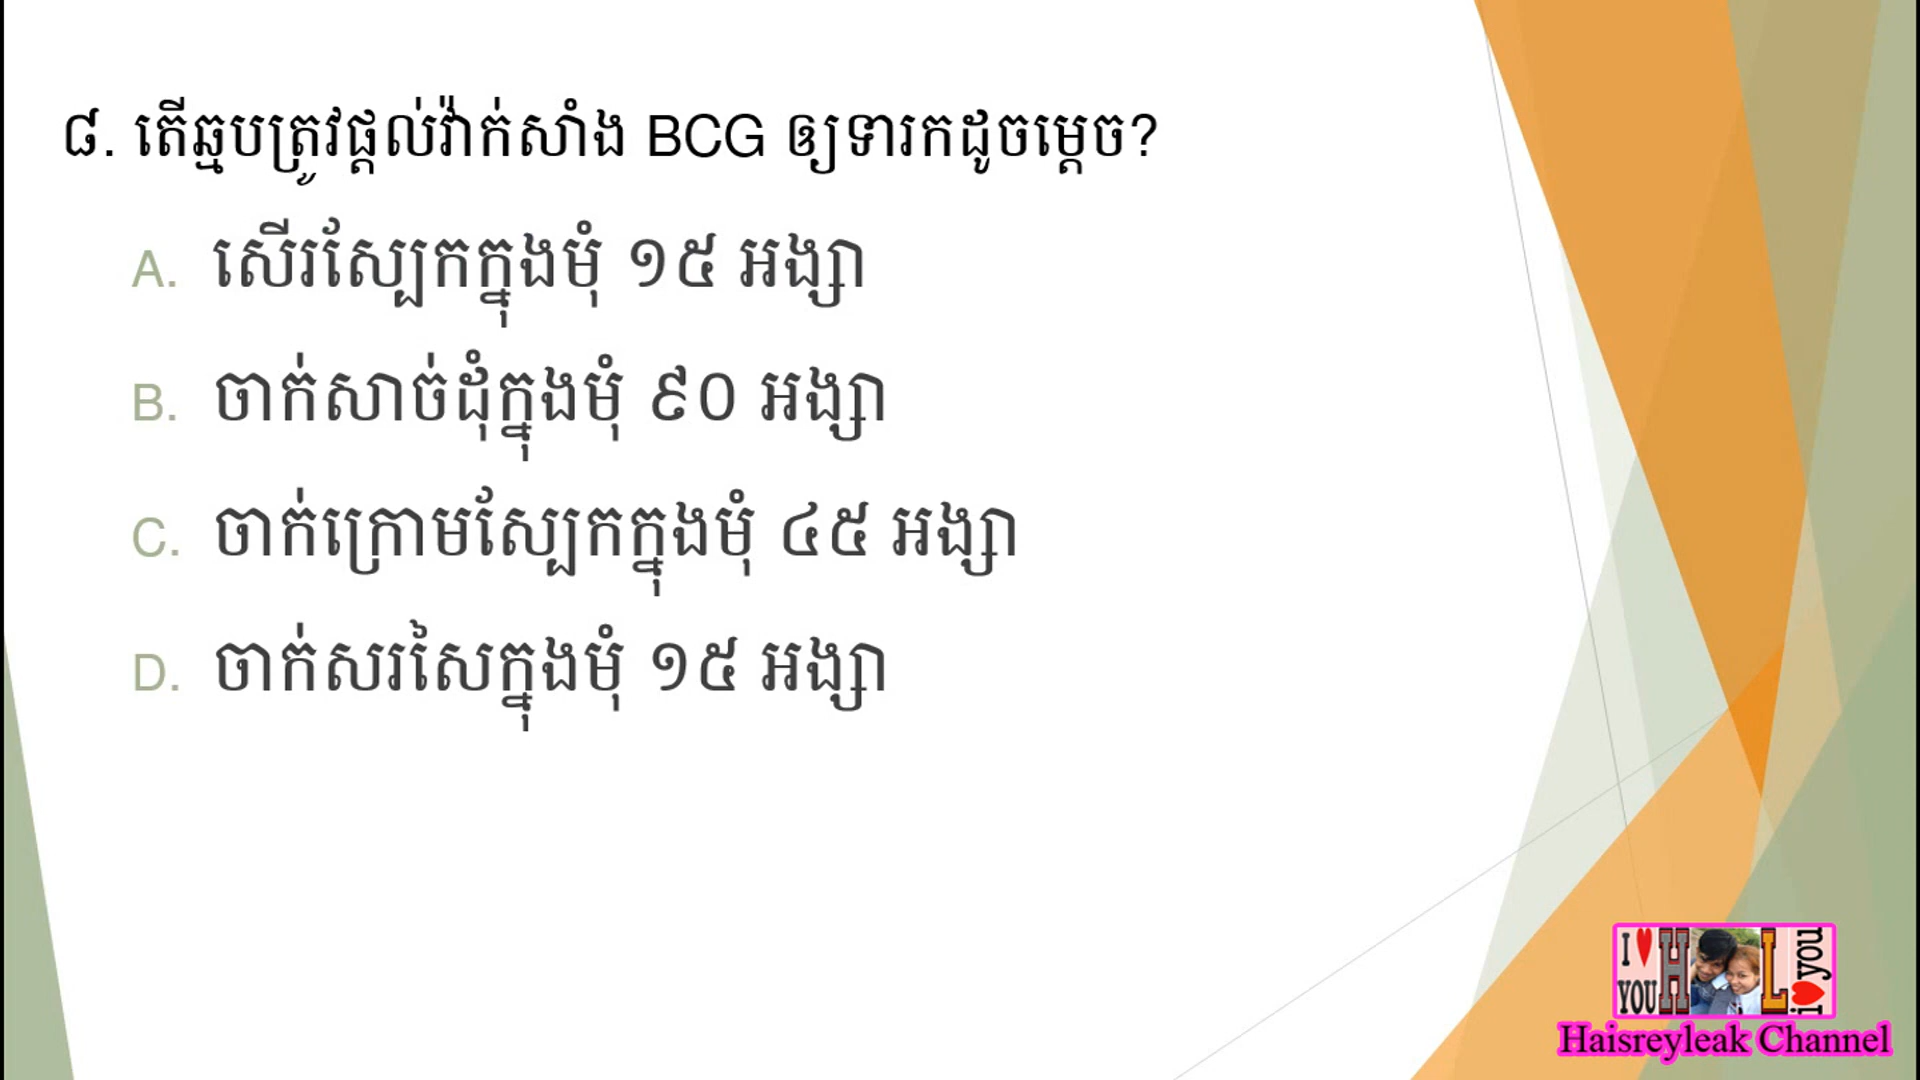 ៨. តើឆ្មបត្រូវផ្តល់វ៉ាក់សាំង BCG ឲ្យទារកដូចម្តេច?
A. សើរស្បែកក្នុងមុំ ១៥ អង្សា
B. ចាក់សាច់ដុំក្នុងមុំ ៩០ អង្សា
C. ចាក់ក្រោមស្បែកក្នុងមុំ ៤៥ អង្សា
D. ចាក់សរសៃក្នុងមុំ ១៥ អង្សា
I ♥ YOU H L i ♥ you
Haisreyleak Channel